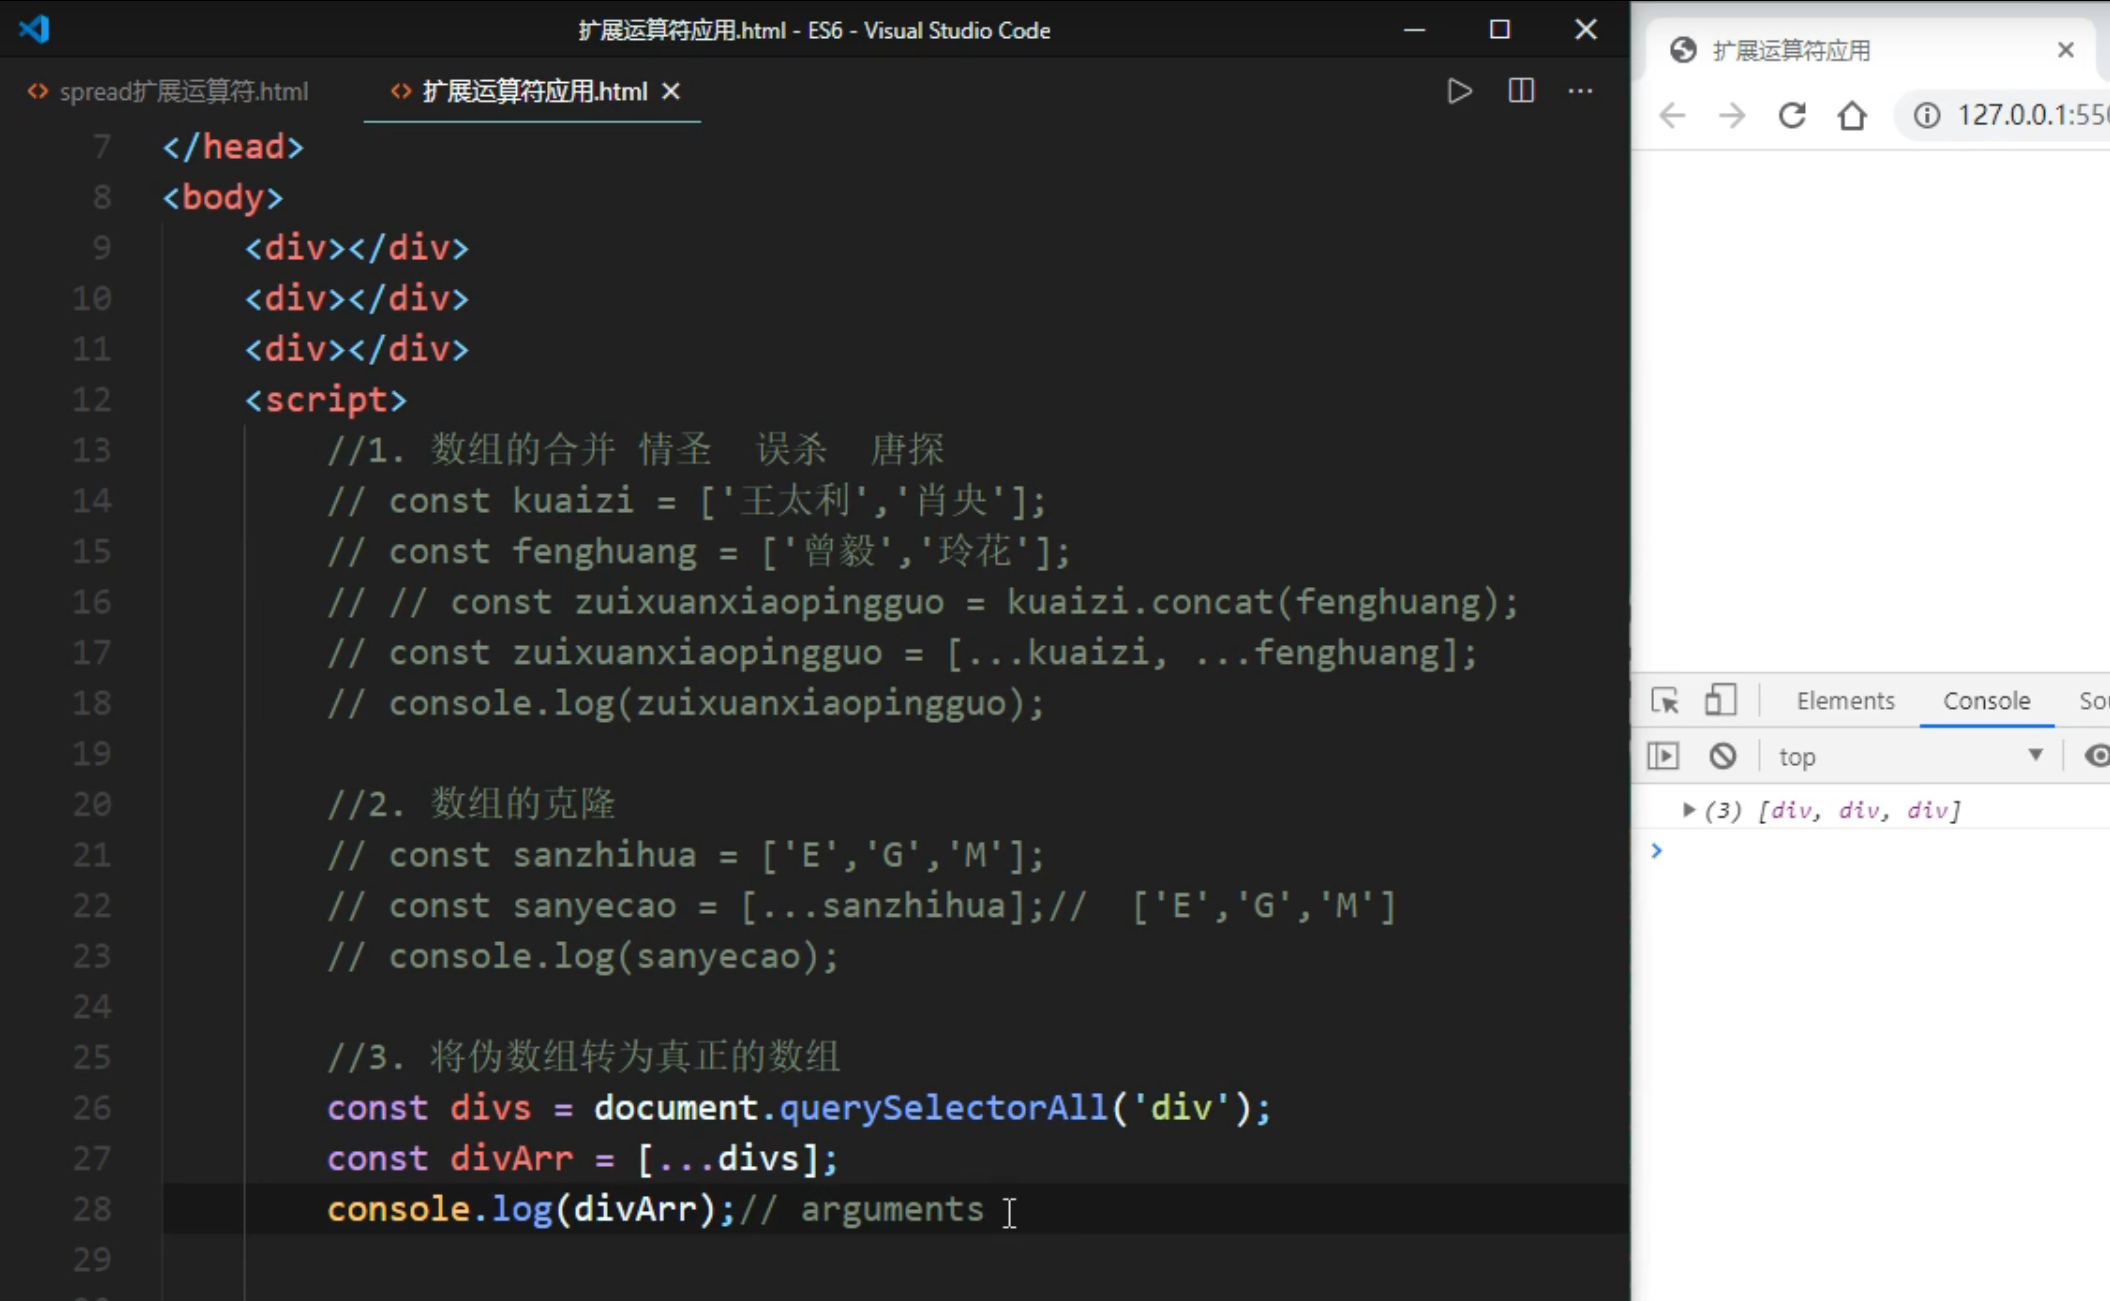 扩展运算符应用.html - ES6 - Visual Studio Code
spread扩展运算符.html
扩展运算符应用.html
7 </head>
8 <body>
9 <div></div>
10 <div></div>
11 <div></div>
12 <script>
13 //1. 数组的合并 情圣  误杀  唐探
14 // const kuaizi = ['王太利','肖央'];
15 // const fenghuang = ['曾毅','玲花'];
16 // // const zuixuanxiaopingguo = kuaizi.concat(fenghuang);
17 // const zuixuanxiaopingguo = [...kuaizi, ...fenghuang];
18 // console.log(zuixuanxiaopingguo);
19
20 //2. 数组的克隆
21 // const sanzhihua = ['E','G','M'];
22 // const sanyecao = [...sanzhihua];//  ['E','G','M']
23 // console.log(sanyecao);
24
25 //3. 将伪数组转为真正的数组
26 const divs = document.querySelectorAll('div');
27 const divArr = [...divs];
28 console.log(divArr);// arguments
29
扩展运算符应用
127.0.0.1:550
Elements Console Sou
top
(3) [div, div, div]